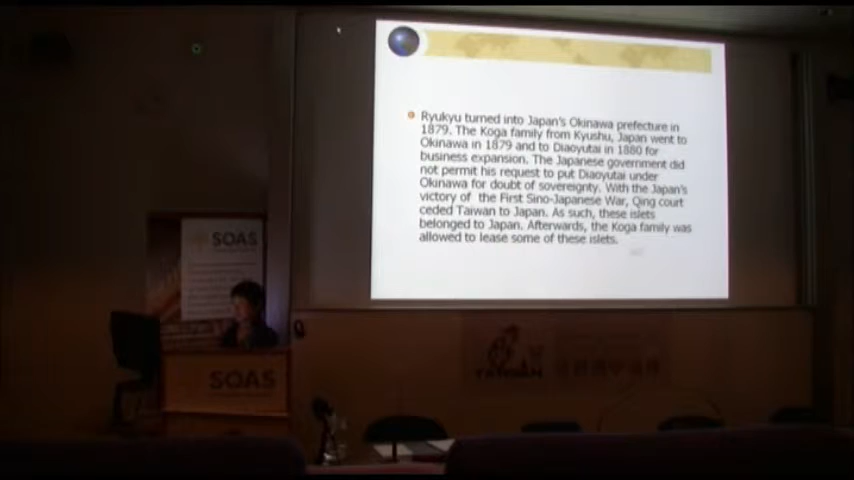 Ryukyu turned into Japan's Okinawa prefecture in
1879. The Koga family from Kyushu, Japan went to
Okinawa in 1879 and to Diaoyutai in 1880 for
business expansion. The Japanese government did
not permit his request to put Diaoyutai under
Okinawa for doubt of sovereignty. With the Japan's
victory of the First Sino-Japanese War, Qing court
ceded Taiwan to Japan. As such, these islets
belonged to Japan. Afterwards, the Koga family was
allowed to lease some of these islets.
SOAS
SOAS
TAIWAN